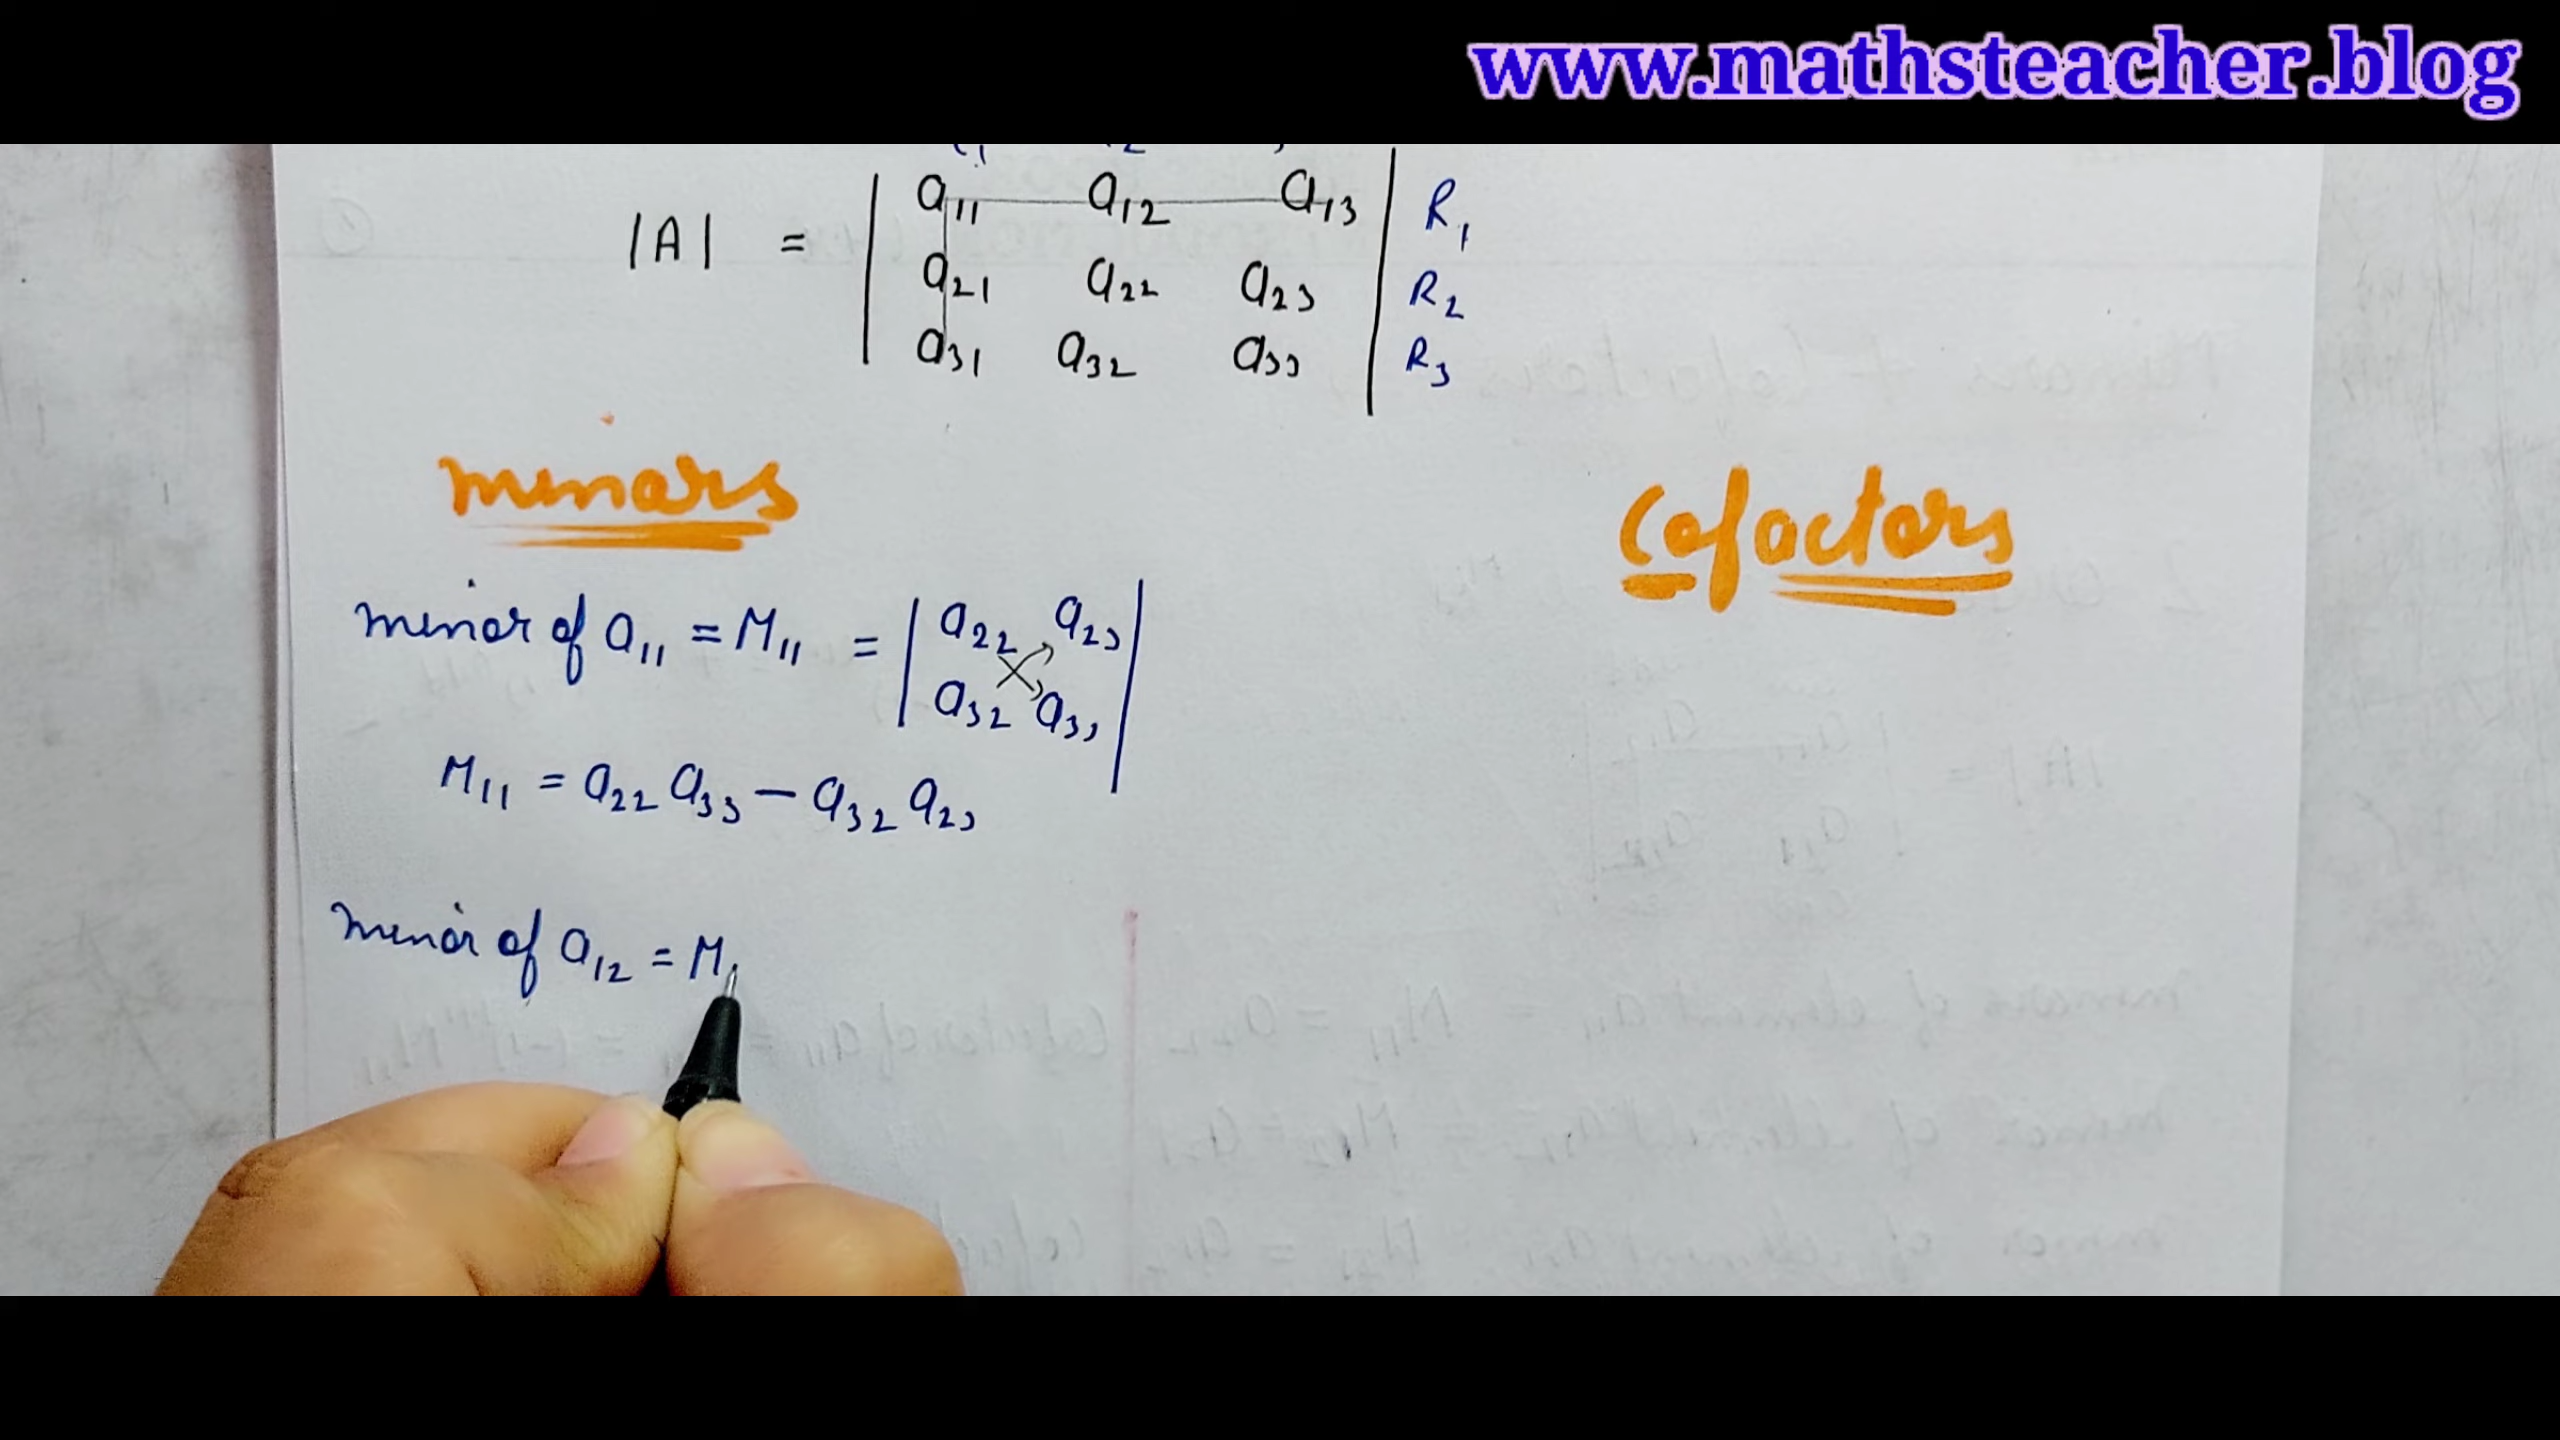 www.mathsteacher.blog
|A| = | a11 a12 a13 | R1
a21 a22 a23 R2
a31 a32 a33 R3
minors
Cofactors
minor of a11 = M11 = | a22 a23 |
a32 a33
M11 = a22 a33 - a32 a23
minor of a12 = M